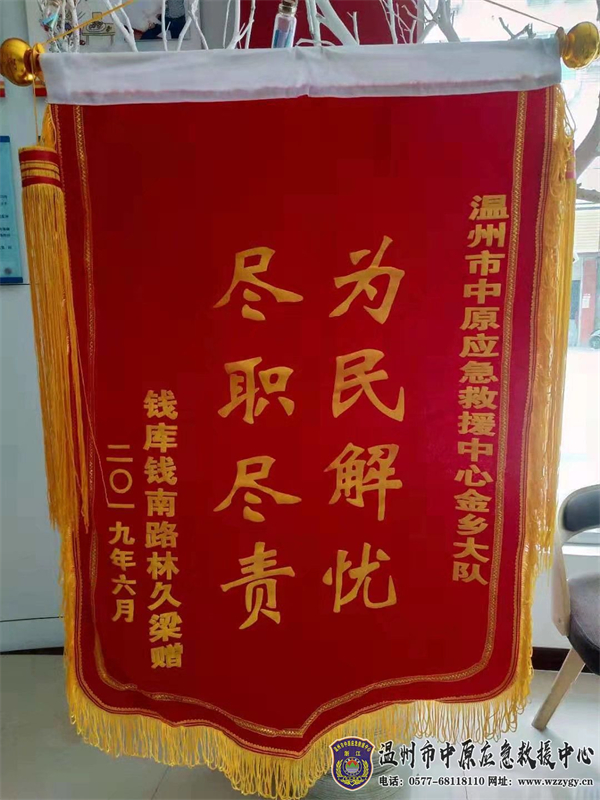 温州市中原应急救援中心金乡大队
为民解忧
尽职尽责
钱库钱南路林久梁赠
二〇一九年六月
温州市中原应急救援中心
电话：0577-68118110 网址：www.wzzygy.cn